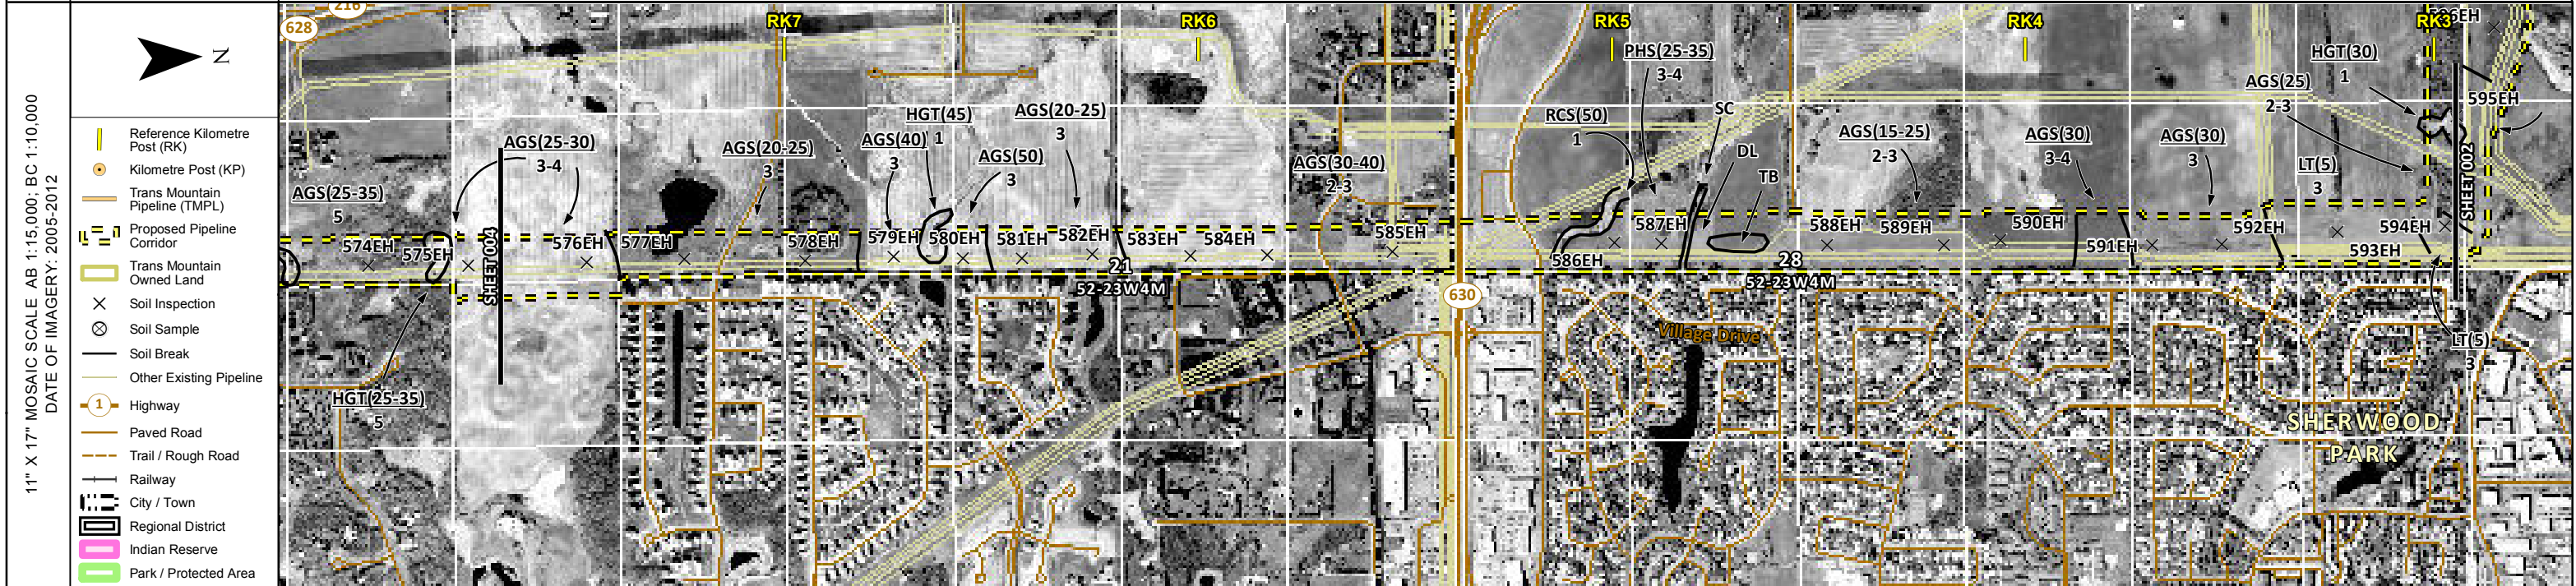 11" X 17" MOSAIC SCALE AB 1:15,000; BC 1:10,000
DATE OF IMAGERY: 2005-2012
N
Reference Kilometre
Post (RK)
Kilometre Post (KP)
Trans Mountain
Pipeline (TMPL)
Proposed Pipeline
Corridor
Trans Mountain
Owned Land
Soil Inspection
Soil Sample
Soil Break
Other Existing Pipeline
1
Highway
Paved Road
Trail / Rough Road
Railway
City / Town
Regional District
Indian Reserve
Park / Protected Area
216
628
RK7
RK6
RK5
RK4
RK3
596EH
PHS(25-35)
3-4
HGT(30)
1
AGS(25)
2-3
595EH
HGT(45)
1
AGS(20-25)
3
RCS(50)
1
SC
AGS(25-30)
3-4
AGS(20-25)
3
AGS(40)
3
AGS(50)
3
AGS(30-40)
2-3
DL
TB
AGS(15-25)
2-3
AGS(30)
3-4
AGS(30)
3
LT(5)
3
AGS(25-35)
5
SHEET 004
SHEET 002
574EH
575EH
576EH
577EH
578EH
579EH
580EH
581EH
582EH
583EH
584EH
585EH
586EH
587EH
588EH
589EH
590EH
591EH
592EH
593EH
594EH
21
52-23W4M
28
52-23W4M
630
Village Drive
LT(5)
3
HGT(25-35)
5
SHERWOOD
PARK